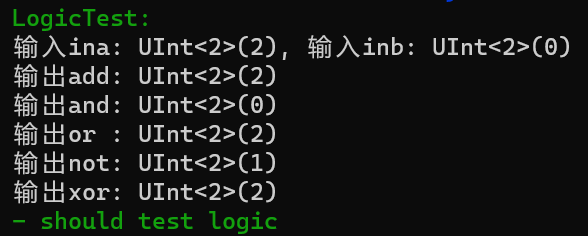 LogicTest:
输入ina: UInt<2>(2), 输入inb: UInt<2>(0)
输出add: UInt<2>(2)
输出and: UInt<2>(0)
输出or : UInt<2>(2)
输出not: UInt<2>(1)
输出xor: UInt<2>(2)
- should test logic